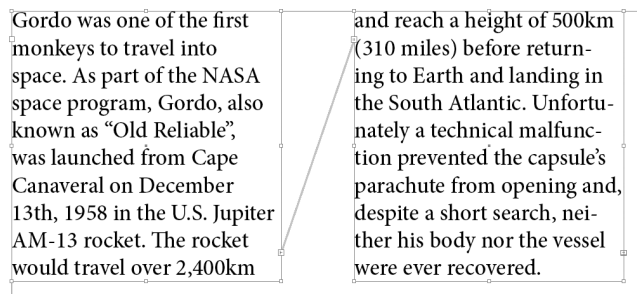 Gordo was one of the first
monkeys to travel into
space. As part of the NASA
space program, Gordo, also
known as “Old Reliable”,
was launched from Cape
Canaveral on December
13th, 1958 in the U.S. Jupiter
AM-13 rocket. The rocket
would travel over 2,400km
and reach a height of 500km
(310 miles) before return-
ing to Earth and landing in
the South Atlantic. Unfortu-
nately a technical malfunc-
tion prevented the capsule’s
parachute from opening and,
despite a short search, nei-
ther his body nor the vessel
were ever recovered.